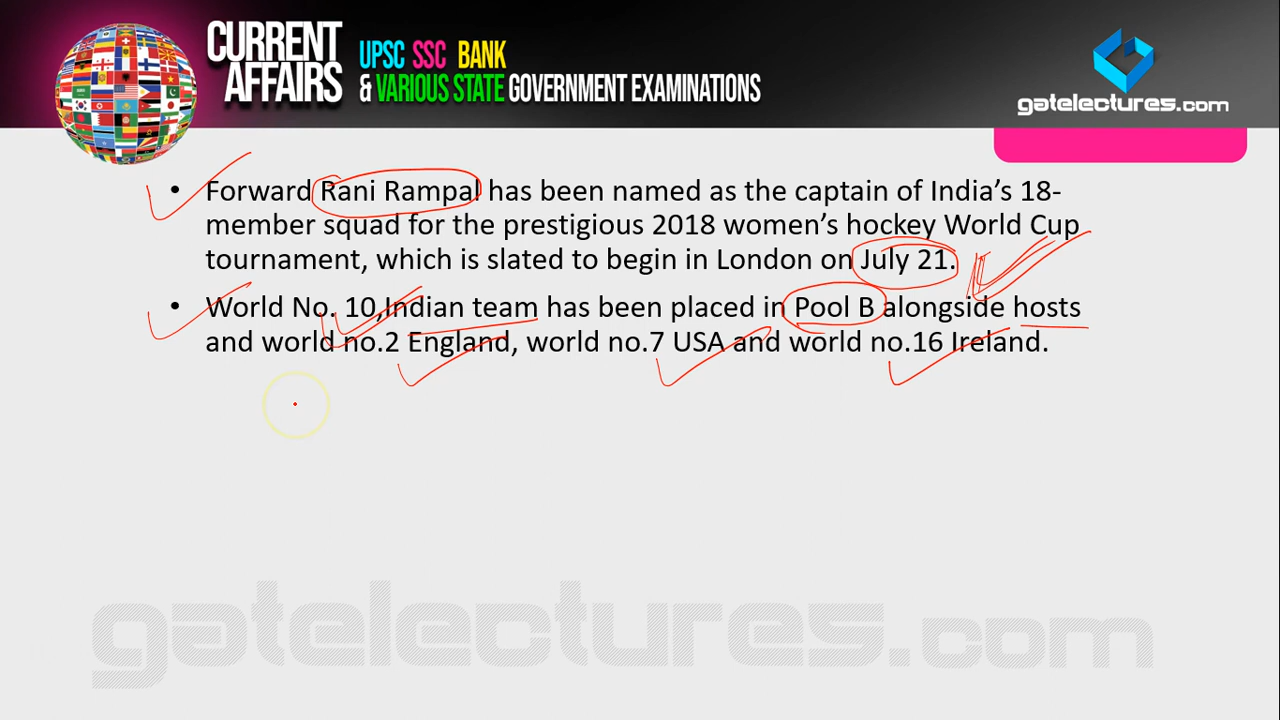 CURRENT
AFFAIRS
UPSC SSC BANK
& VARIOUS STATE GOVERNMENT EXAMINATIONS
gatelectures.com
• Forward Rani Rampal has been named as the captain of India’s 18-
member squad for the prestigious 2018 women’s hockey World Cup
tournament, which is slated to begin in London on July 21.
• World No. 10,Indian team has been placed in Pool B alongside hosts
and world no.2 England, world no.7 USA and world no.16 Ireland.
gatelectures.com